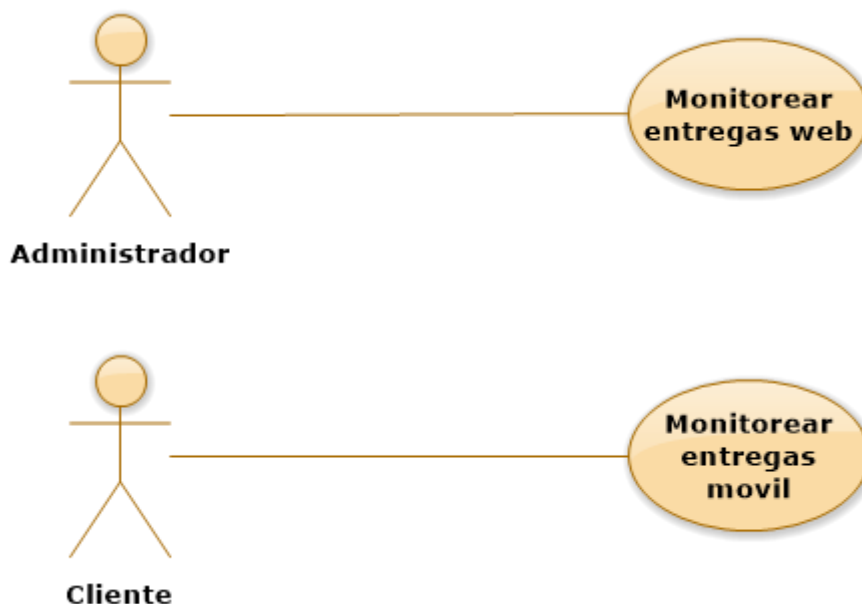 Monitorear
entregas web
Administrador
Monitorear
entregas
movil
Cliente